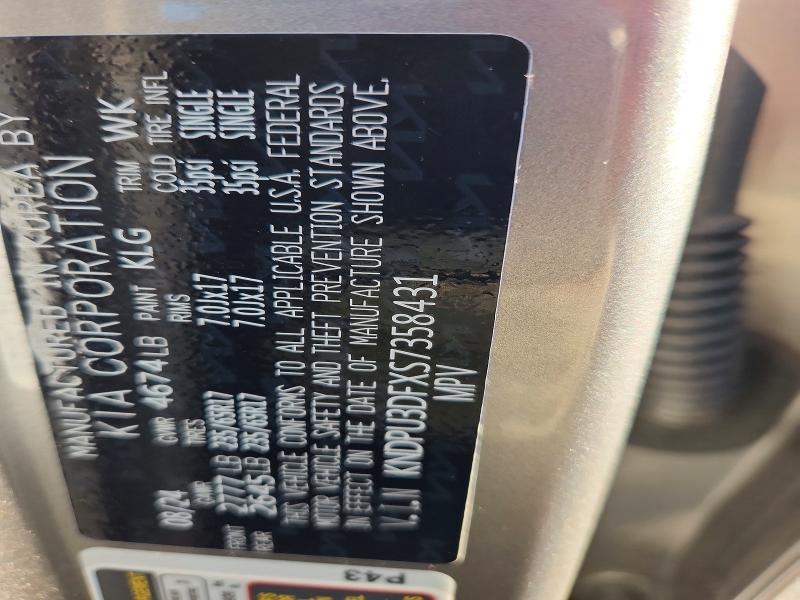 MANUFACTURED IN KOREA BY
KIA CORPORATION
08/24 GVWR 4674LB PAINT KLG TRIM WK
GAWR TIRES RIMS COLD TIRE INFL
FRONT 2777LB 235/65R17 7.0Jx17 35psi SINGLE
REAR 2645LB 235/65R17 7.0Jx17 35psi SINGLE
THIS VEHICLE CONFORMS TO ALL APPLICABLE U.S.A. FEDERAL
MOTOR VEHICLE SAFETY AND THEFT PREVENTION STANDARDS
IN EFFECT ON THE DATE OF MANUFACTURE SHOWN ABOVE.
V.I.N KNDPU3DFXS7358431
MPV
P43